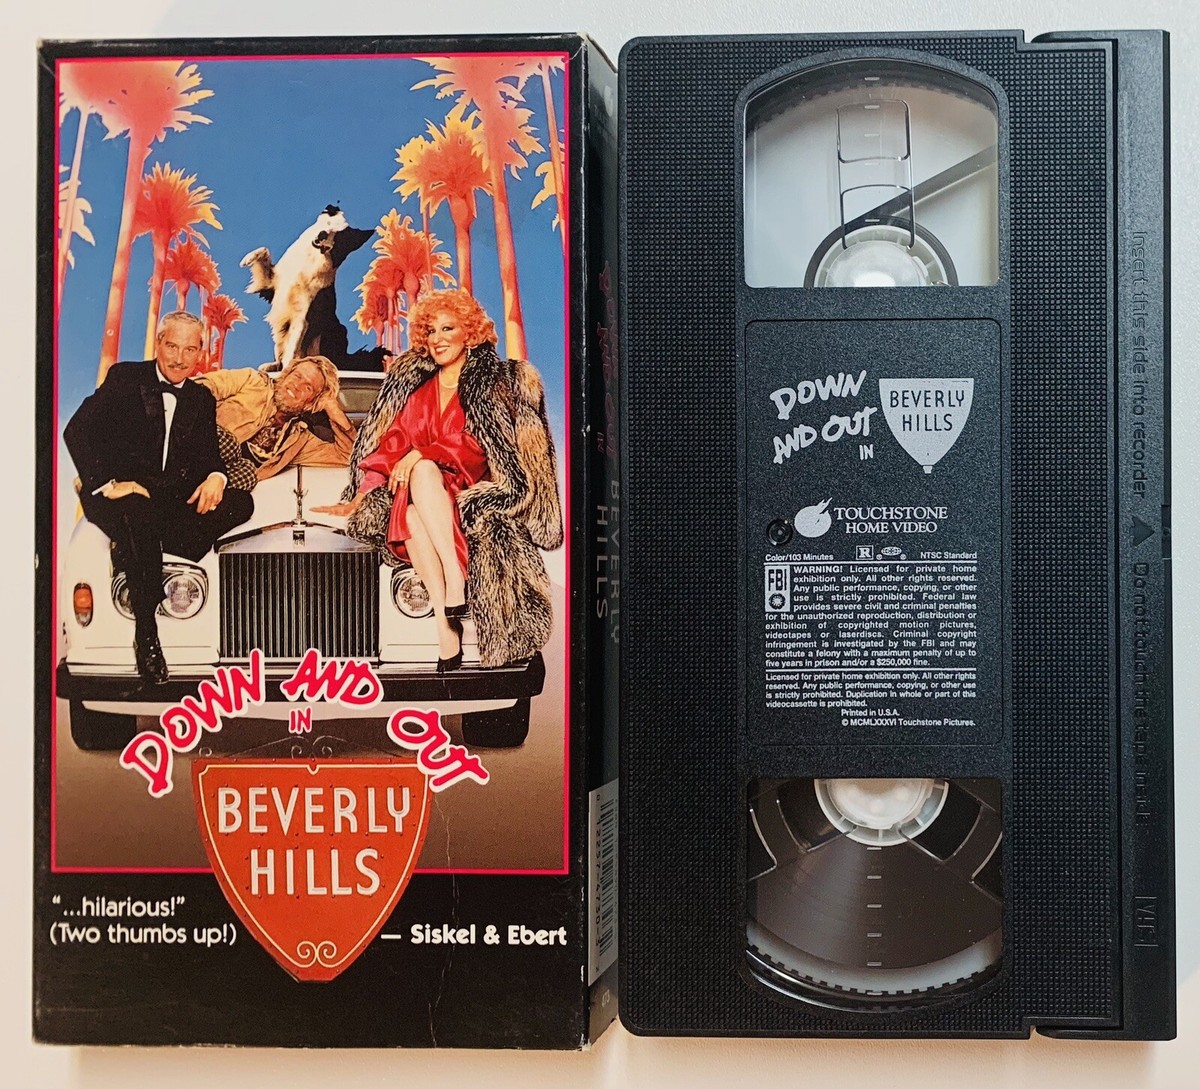 DOWN AND OUT
IN
BEVERLY
HILLS
"...hilarious!"
(Two thumbs up!)
— Siskel & Ebert
DOWN AND OUT
IN
BEVERLY
HILLS
DOWN
AND OUT
IN
BEVERLY
HILLS
TOUCHSTONE
HOME VIDEO
Color/103 Minutes R NTSC Standard
FBI
WARNING! Licensed for private home
exhibition only. All other rights reserved.
Any public performance, copying, or other
use is strictly prohibited. Federal law
provides severe civil and criminal penalties
for the unauthorized reproduction, distribution or
exhibition of copyrighted motion pictures,
videotapes or laserdiscs. Criminal copyright
infringement is investigated by the FBI and may
constitute a felony with a maximum penalty of up to
five years in prison and/or a $250,000 fine.
Licensed for private home exhibition only. All other rights
reserved. Any public performance, copying, or other use
is strictly prohibited. Duplication in whole or part of this
videocassette is prohibited.
Printed in U.S.A.
© MCMLXXXVI Touchstone Pictures.
Insert this side into recorder
Do not touch the tape inside
VHS